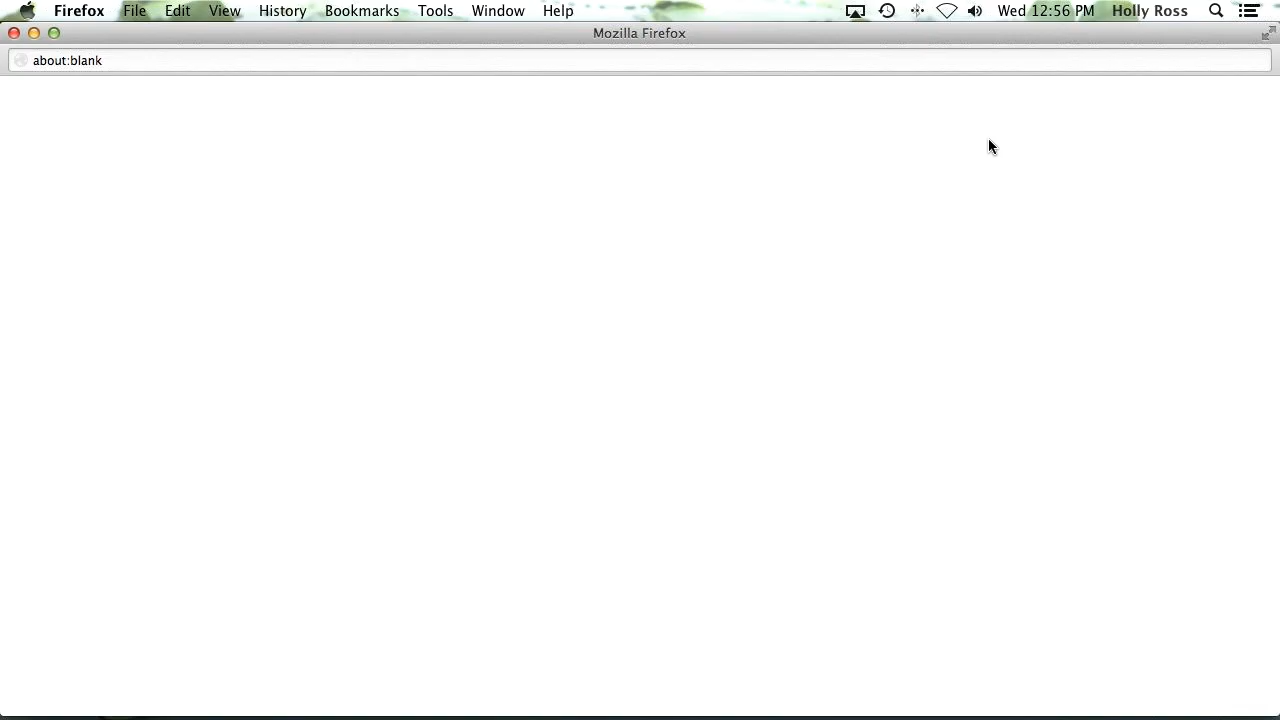 Firefox File Edit View History Bookmarks Tools Window Help Wed 12:56 PM Holly Ross
Mozilla Firefox
about:blank